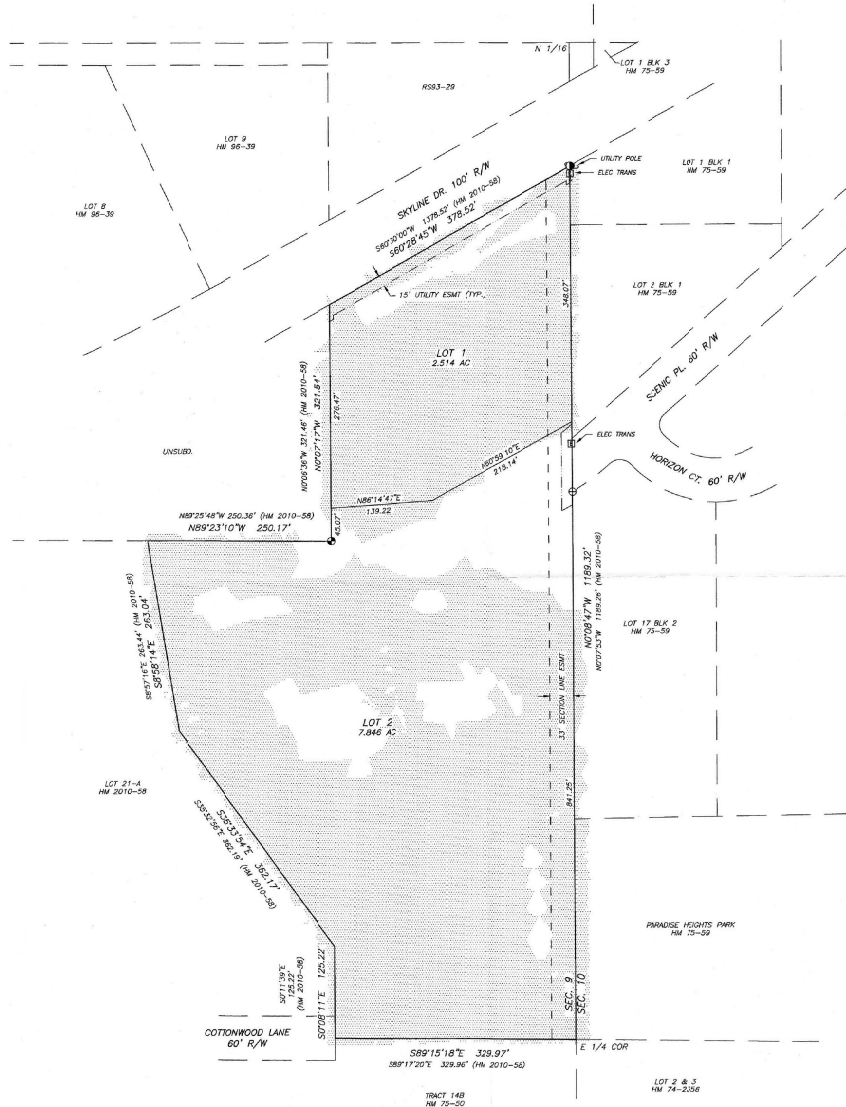 N 1/16
LOT 1 BLK 3
HM 75-59
RS93-29
LOT 9
HM 96-39
UTILITY POLE
ELEC TRANS
LOT 1 BLK 1
HM 75-59
LOT 8
HM 96-39
SKYLINE DR. 100' R/W
S60°30'00"W 1378.52' (HM 2010-58)
S60°28'45"W 378.52'
15' UTILITY ESMT (TYP.)
348.07'
LOT 2 BLK 1
HM 75-59
LOT 1
2.514 AC
N0°06'36"W 321.46' (HM 2010-58)
N0°07'17"W 321.64'
276.47'
SCENIC PL. 60' R/W
ELEC TRANS
UNSUBD.
N60°59'10"E
213.14'
HORIZON CT. 60' R/W
N86°14'47"E
139.22
45.07'
N89°25'48"W 250.36' (HM 2010-58)
N89°23'10"W 250.17'
S8°57'16"E 263.44' (HM 2010-58)
S8°58'14"E 263.04'
N0°08'47"W 1189.32'
N0°07'53"W 1189.26' (HM 2010-58)
LOT 17 BLK 2
HM 75-59
33' SECTION LINE ESMT
LOT 2
7.846 AC
841.25'
LOT 21-A
HM 2010-58
S36°33'54"E 362.17'
S35°32'56"E 362.19' (HM 2010-58)
PARADISE HEIGHTS PARK
HM 75-59
S0°11'39"E
125.22'
(HM 2010-58)
S0°08'11"E 125.22'
SEC. 9
SEC. 10
COTTONWOOD LANE
60' R/W
E 1/4 COR
S89°15'18"E 329.97'
S89°17'20"E 329.96' (HM 2010-58)
TRACT 14B
HM 75-50
LOT 2 & 3
HM 74-2356